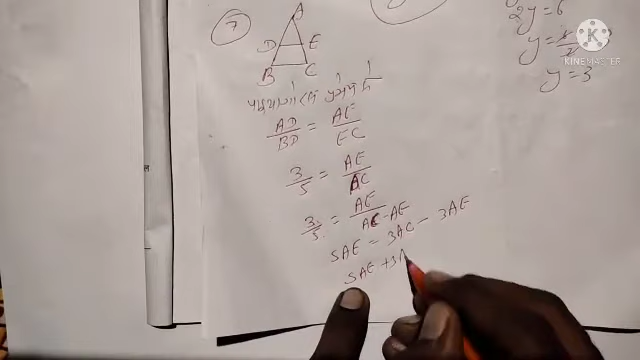 7
A
D E
B C
AD/BD = AE/EC
3/5 = AE/AC
3/5 = AE/AC-AE
5AE = 3AC - 3AE
5AE + 3A
2y = 6
y =
y = 3
KINEMASTER